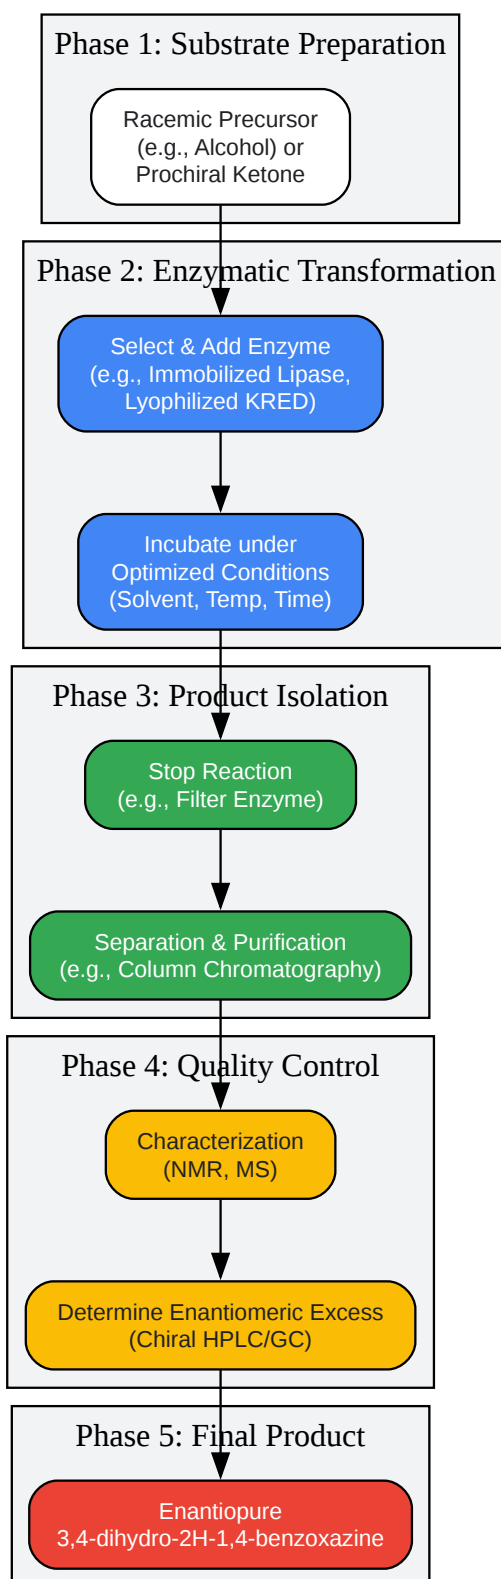 Phase 1: Substrate Preparation
Racemic Precursor
(e.g., Alcohol) or
Prochiral Ketone
Phase 2: Enzymatic Transformation
Select & Add Enzyme
(e.g., Immobilized Lipase,
Lyophilized KRED)
Incubate under
Optimized Conditions
(Solvent, Temp, Time)
Phase 3: Product Isolation
Stop Reaction
(e.g., Filter Enzyme)
Separation & Purification
(e.g., Column Chromatography)
Phase 4: Quality Control
Characterization
(NMR, MS)
Determine Enantiomeric Excess
(Chiral HPLC/GC)
Phase 5: Final Product
Enantiopure
3,4-dihydro-2H-1,4-benzoxazine